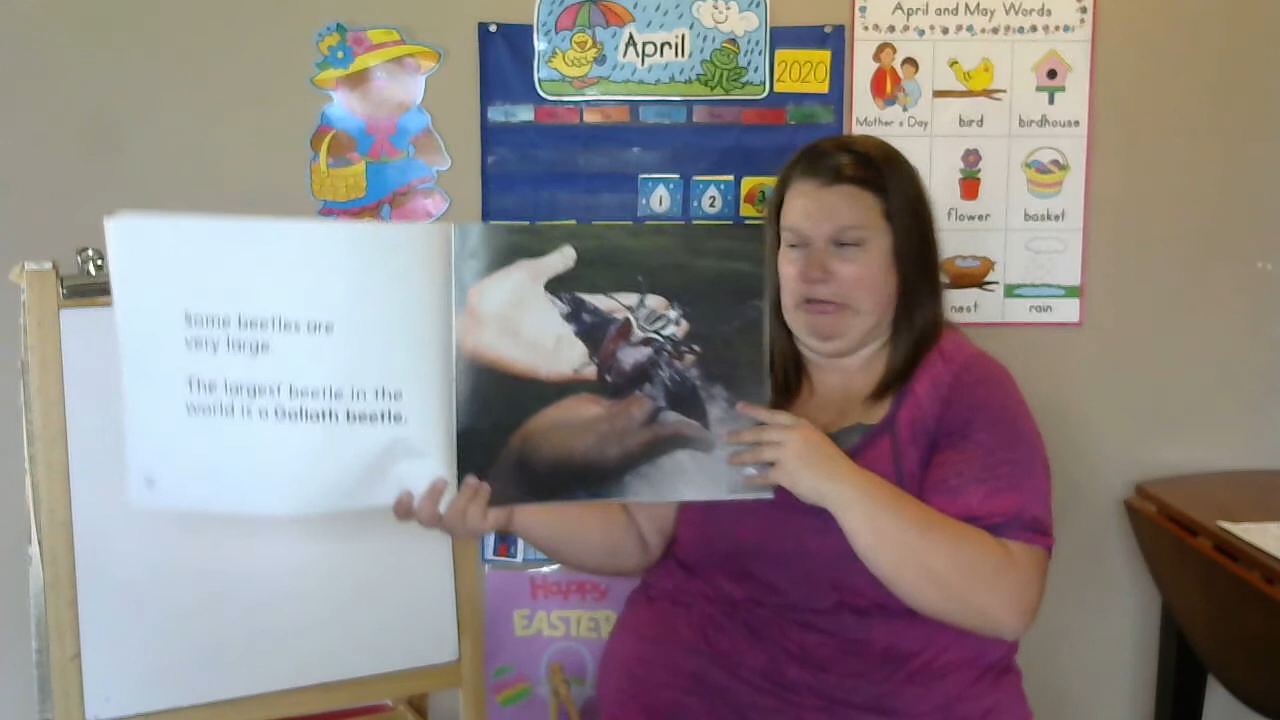 April
2020
April and May Words
Mother's Day
bird
birdhouse
flower
basket
nest
rain
1
2
3
Some beetles are
very large.
The largest beetle in the
world is a Goliath beetle.
Happy
EASTER